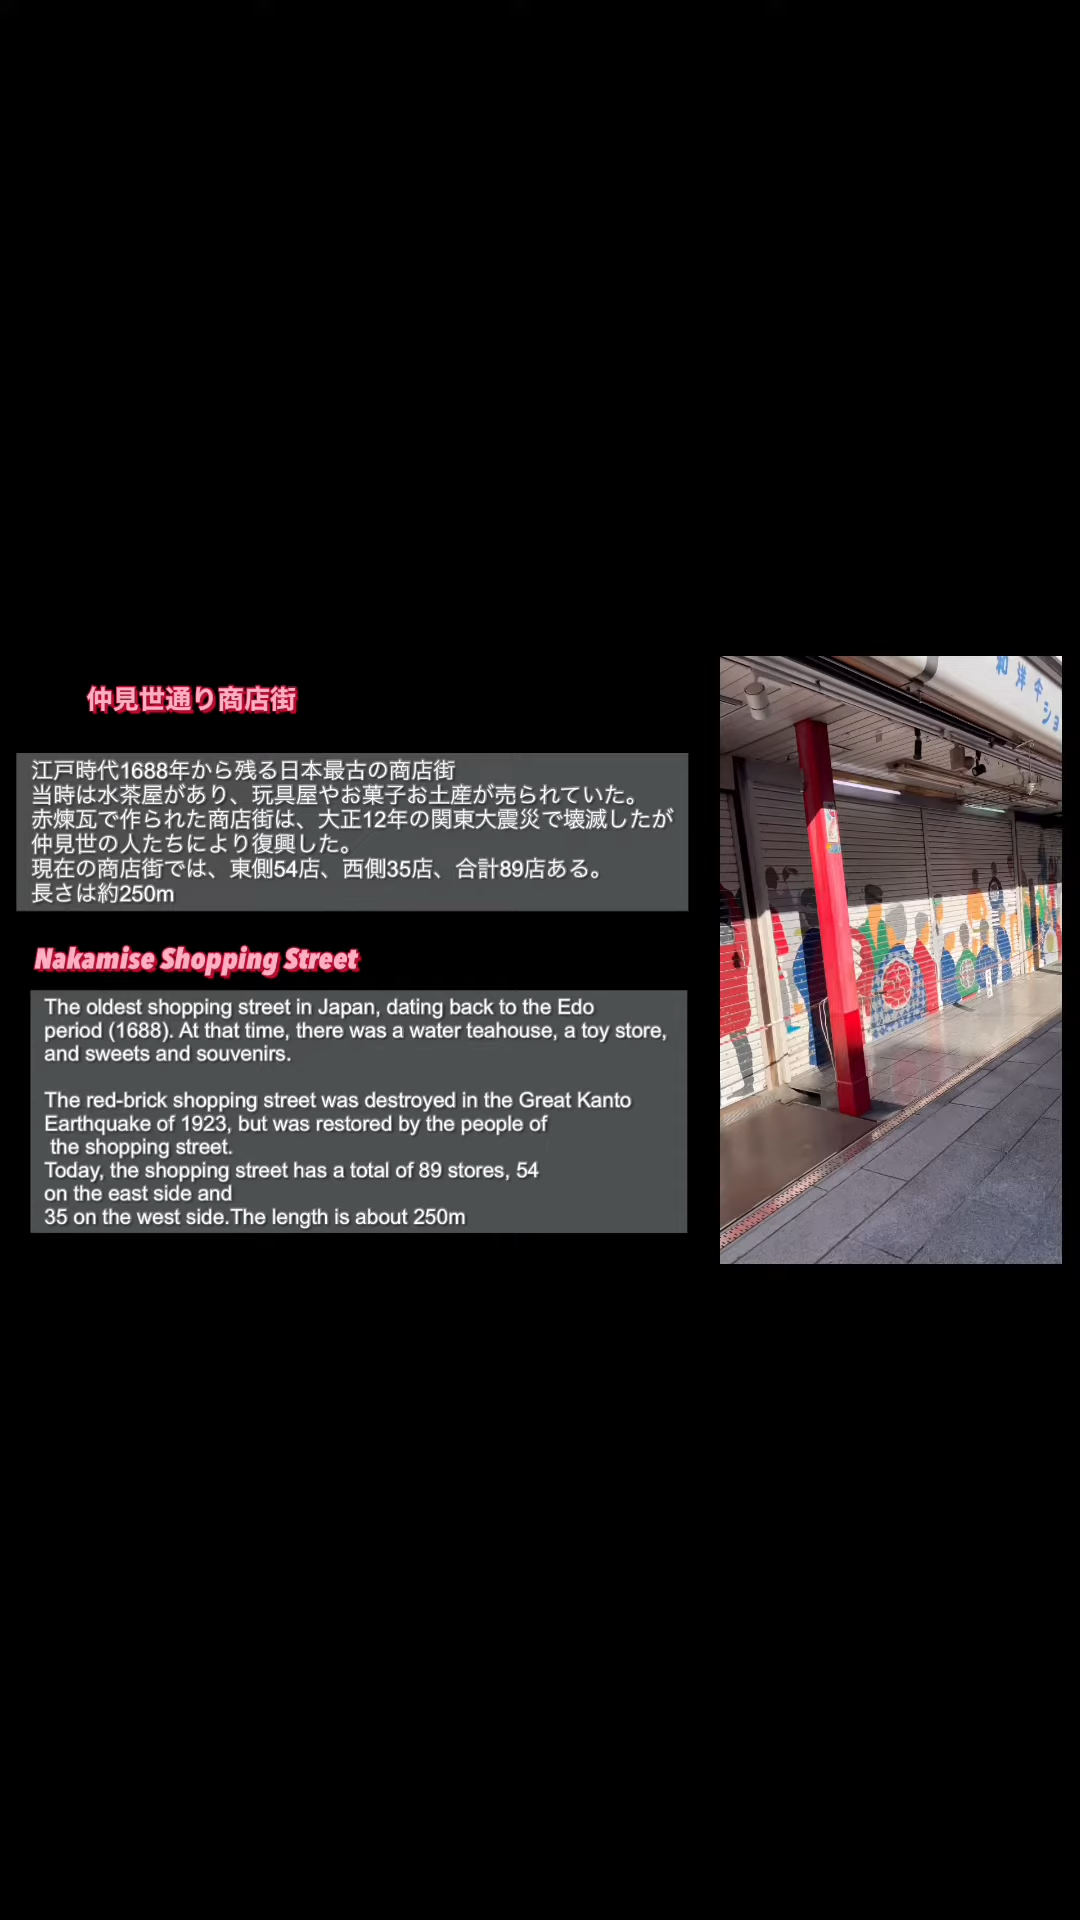 仲見世通り商店街
江戸時代1688年から残る日本最古の商店街
当時は水茶屋があり、玩具屋やお菓子お土産が売られていた。
赤煉瓦で作られた商店街は、大正12年の関東大震災で壊滅したが
仲見世の人たちにより復興した。
現在の商店街では、東側54店、西側35店、合計89店ある。
長さは約250m
Nakamise Shopping Street
The oldest shopping street in Japan, dating back to the Edo
period (1688). At that time, there was a water teahouse, a toy store,
and sweets and souvenirs.
The red-brick shopping street was destroyed in the Great Kanto
Earthquake of 1923, but was restored by the people of
the shopping street.
Today, the shopping street has a total of 89 stores, 54
on the east side and
35 on the west side.The length is about 250m
和洋傘
ショ